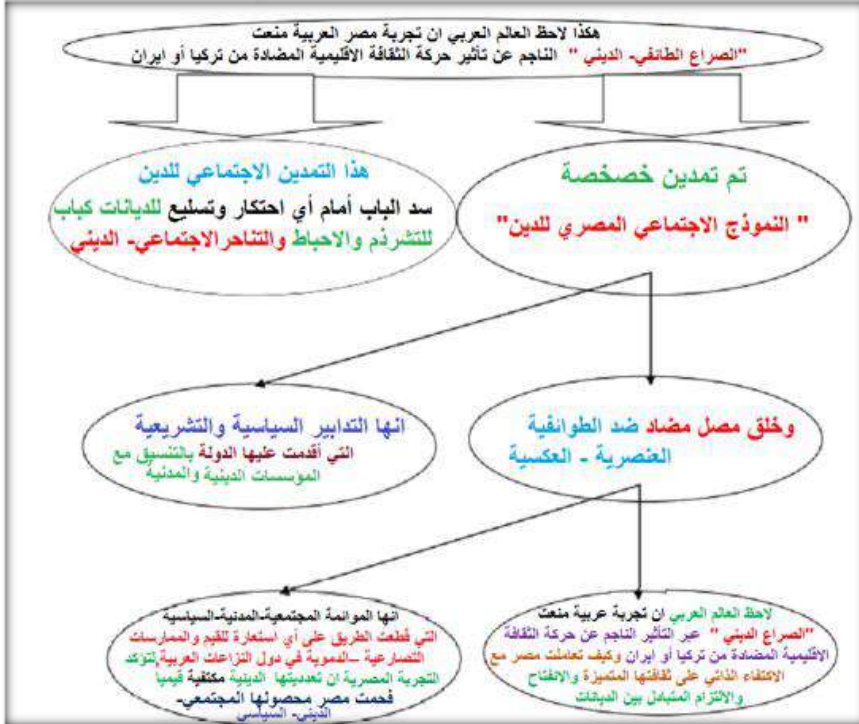 هكذا لاحظ العالم العربي ان تجربة مصر العربية منعت
"الصراع الطائفي- الديني " الناجم عن تأثير حركة الثقافة الاقليمية المضادة من تركيا أو ايران
تم تمدين خصخصة
" النموذج الاجتماعي المصري للدين"
هذا التمدين الاجتماعي للدين
سد الباب أمام أي احتكار وتسليع للديانات كباب
للتشرذم والاحباط والتناحر الاجتماعي- الديني
وخلق مصل مضاد ضد الطوائفية
العنصرية - العكسية
انها التدابير السياسية والتشريعية
التي أقدمت عليها الدولة بالتنسيق مع
المؤسسات الدينية والمدنية
لاحظ العالم العربي ان تجربة عربية منعت
"الصراع الديني " عبر التأثير الناجم عن حركة الثقافة
الاقليمية المضادة من تركيا أو ايران وكيف تعاملت مصر مع
الاكتفاء الذاتي على ثقافتها المتميزة والانفتاح
والالتزام المتبادل بين الديانات
انها الموائمة المجتمعية-المدنية-السياسية
التي قطعت الطريق على أي استعارة للقيم والممارسات
التصارعية –الدموية في دول النزاعات العربية,لتؤكد
التجربة المصرية ان تعدديتها الدينية مكتفية قيميا
فحمت مصر محصولها المجتمعي-
الديني- السياسي